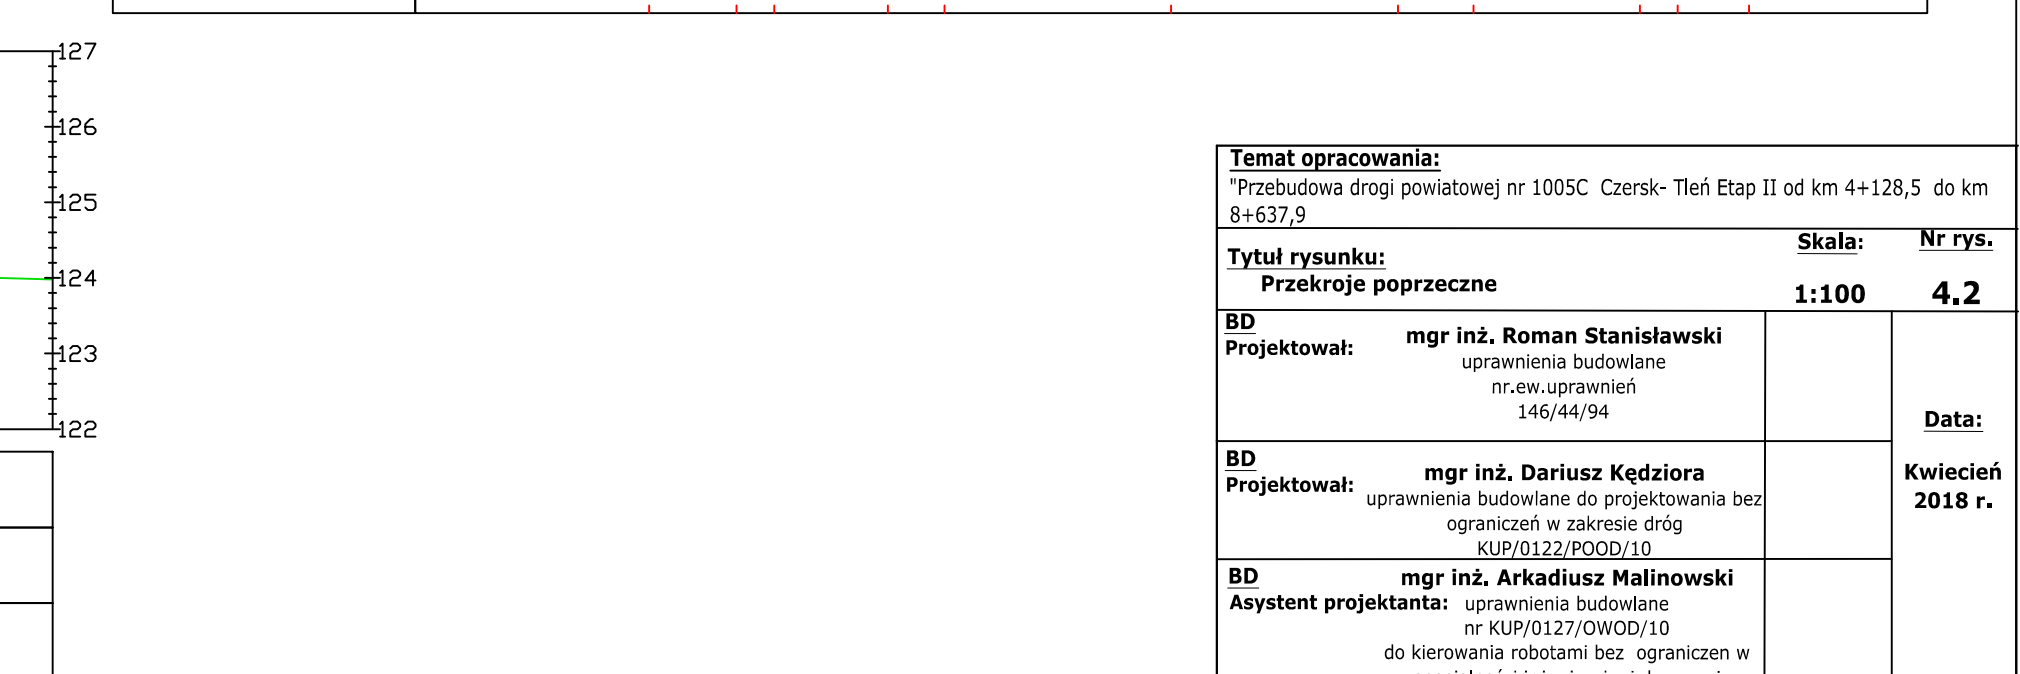 127
126
125
124
123
122
Temat opracowania:
"Przebudowa drogi powiatowej nr 1005C  Czersk- Tleń Etap II od km 4+128,5  do km
8+637,9
Tytuł rysunku:
Przekroje poprzeczne
Skala:
1:100
Nr rys.
4.2
BD
Projektował:
mgr inż. Roman Stanisławski
uprawnienia budowlane
nr.ew.uprawnień
146/44/94
BD
Projektował:
mgr inż. Dariusz Kędziora
uprawnienia budowlane do projektowania bez
ograniczeń w zakresie dróg
KUP/0122/POOD/10
BD
Asystent projektanta:
mgr inż. Arkadiusz Malinowski
uprawnienia budowlane
nr KUP/0127/OWOD/10
do kierowania robotami bez  ograniczen w
Data:
Kwiecień
2018 r.